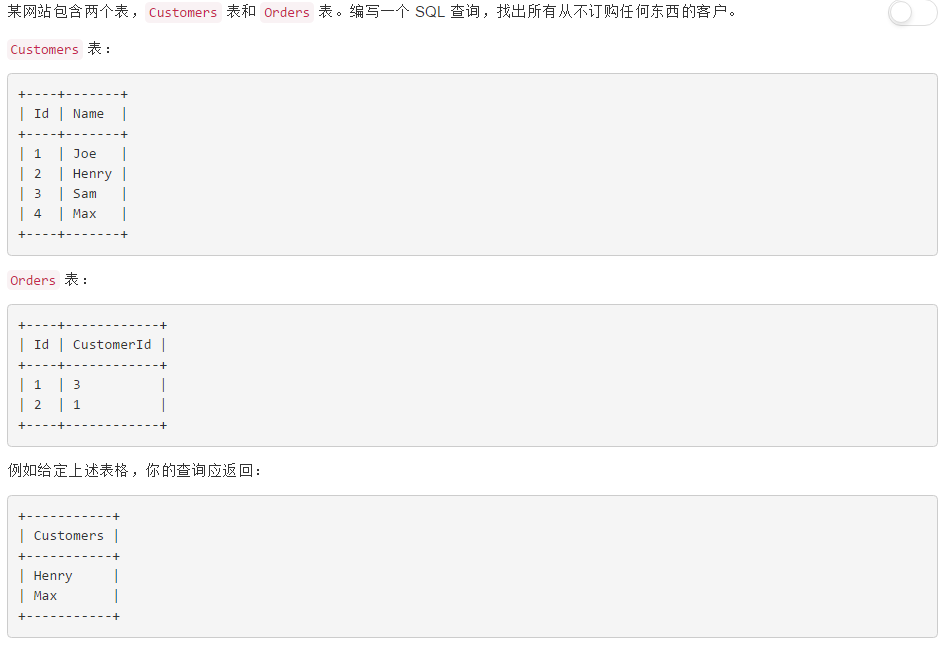 某网站包含两个表，Customers 表和 Orders 表。编写一个 SQL 查询，找出所有从不订购任何东西的客户。
Customers 表：
+----+-------+
| Id | Name  |
+----+-------+
| 1  | Joe   |
| 2  | Henry |
| 3  | Sam   |
| 4  | Max   |
+----+-------+
Orders 表：
+----+------------+
| Id | CustomerId |
+----+------------+
| 1  | 3          |
| 2  | 1          |
+----+------------+
例如给定上述表格，你的查询应返回：
+-----------+
| Customers |
+-----------+
| Henry     |
| Max       |
+-----------+